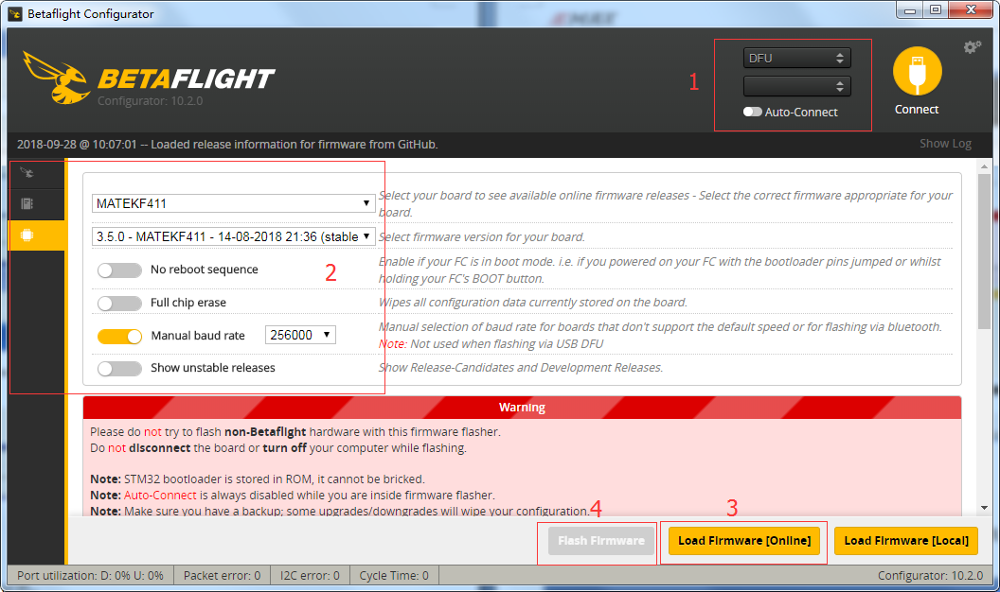 Betaflight Configurator
BETAFLIGHT
Configurator: 10.2.0
1
DFU
Auto-Connect
Connect
2018-09-28 @ 10:07:01 -- Loaded release information for firmware from GitHub.
Show Log
MATEKF411
Select your board to see available online firmware releases - Select the correct firmware appropriate for your
board.
3.5.0 - MATEKF411 - 14-08-2018 21:36 (stable
Select firmware version for your board.
No reboot sequence
2
Enable if your FC is in boot mode. i.e. if you powered on your FC with the bootloader pins jumped or whilst
holding your FC's BOOT button.
Full chip erase
Wipes all configuration data currently stored on the board.
Manual baud rate
256000
Manual selection of baud rate for boards that don't support the default speed or for flashing via bluetooth.
Note: Not used when flashing via USB DFU
Show unstable releases
Show Release-Candidates and Development Releases.
Warning
Please do not try to flash non-Betaflight hardware with this firmware flasher.
Do not disconnect the board or turn off your computer while flashing.
Note: STM32 bootloader is stored in ROM, it cannot be bricked.
Note: Auto-Connect is always disabled while you are inside firmware flasher.
Note: Make sure you have a backup; some upgrades/downgrades will wipe your configuration.
4
3
Flash Firmware
Load Firmware [Online]
Load Firmware [Local]
Port utilization: D: 0% U: 0%
Packet error: 0
I2C error: 0
Cycle Time: 0
Configurator: 10.2.0